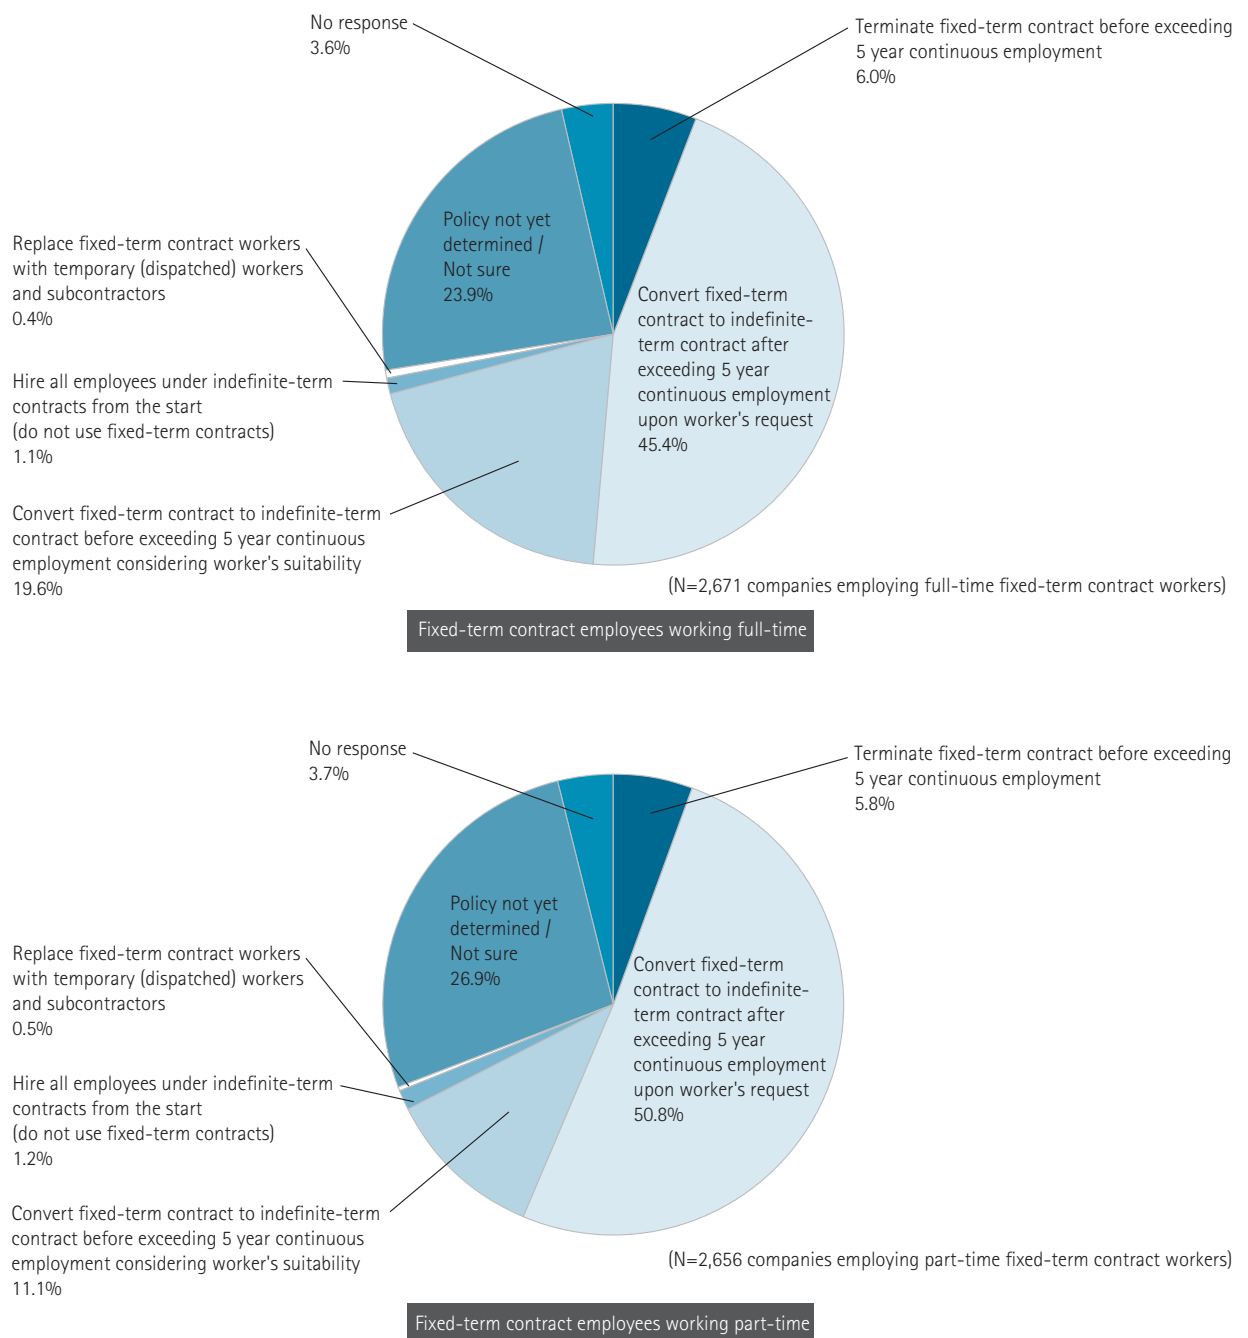 No response
3.6%
Terminate fixed-term contract before exceeding
5 year continuous employment
6.0%
Policy not yet
determined /
Not sure
23.9%
Replace fixed-term contract workers
with temporary (dispatched) workers
and subcontractors
0.4%
Convert fixed-term
contract to indefinite-
term contract after
exceeding 5 year
continuous employment
upon worker's request
45.4%
Hire all employees under indefinite-term
contracts from the start
(do not use fixed-term contracts)
1.1%
Convert fixed-term contract to indefinite-term
contract before exceeding 5 year continuous
employment considering worker's suitability
19.6%
(N=2,671 companies employing full-time fixed-term contract workers)
Fixed-term contract employees working full-time
No response
3.7%
Terminate fixed-term contract before exceeding
5 year continuous employment
5.8%
Policy not yet
determined /
Not sure
26.9%
Replace fixed-term contract workers
with temporary (dispatched) workers
and subcontractors
0.5%
Convert fixed-term
contract to indefinite-
term contract after
exceeding 5 year
continuous employment
upon worker's request
50.8%
Hire all employees under indefinite-term
contracts from the start
(do not use fixed-term contracts)
1.2%
Convert fixed-term contract to indefinite-term
contract before exceeding 5 year continuous
employment considering worker's suitability
11.1%
(N=2,656 companies employing part-time fixed-term contract workers)
Fixed-term contract employees working part-time